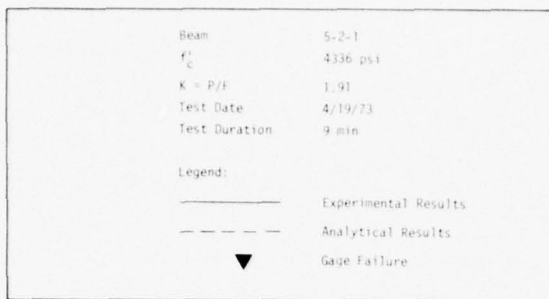 Beam 5-2-1
f'c 4336 psi
K = P/F 1.91
Test Date 4/19/73
Test Duration 9 min
Legend:
Experimental Results
Analytical Results
Gage Failure